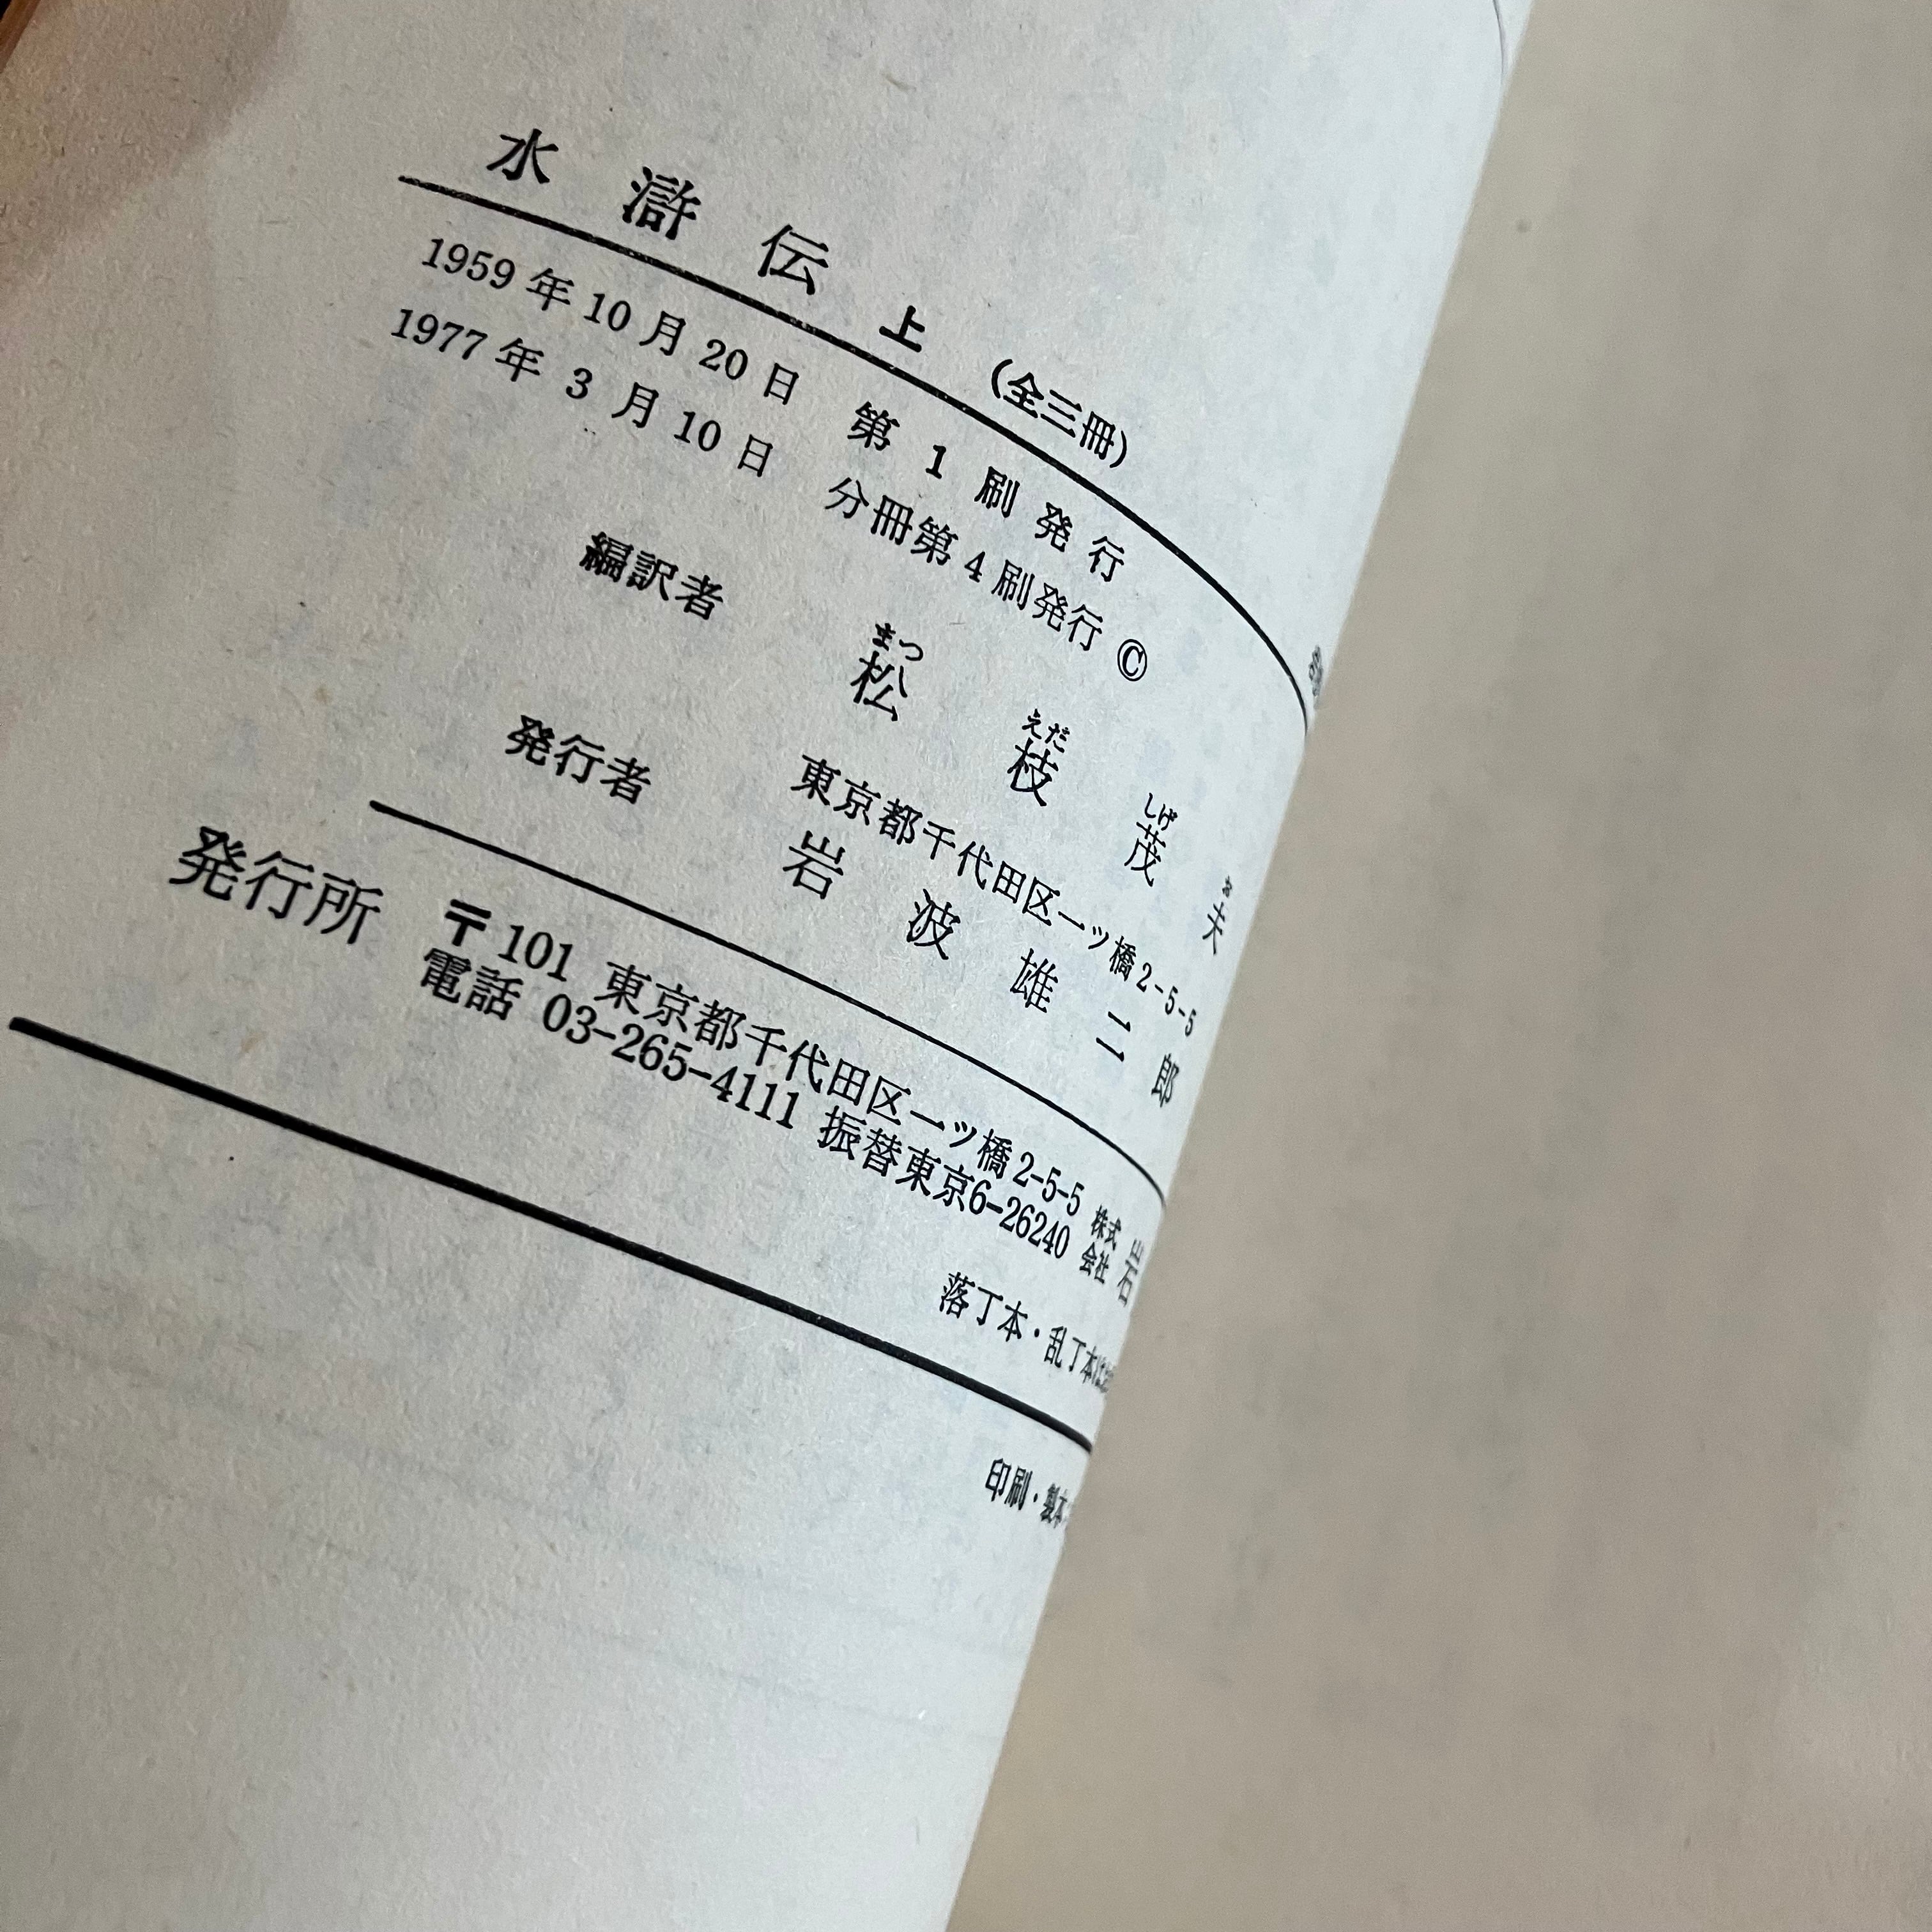 水滸伝 上 (全三冊)
1959年10月20日 第1刷発行
1977年3月10日 分冊第4刷発行 ©
まつ えだ しげ お
編訳者 松枝茂夫
東京都千代田区一ツ橋2-5-5
発行者 岩波雄二郎
発行所 〒101 東京都千代田区一ツ橋2-5-5 株式会社 岩
電話 03-265-4111 振替東京6-26240
落丁本・乱丁本は
印刷・製本